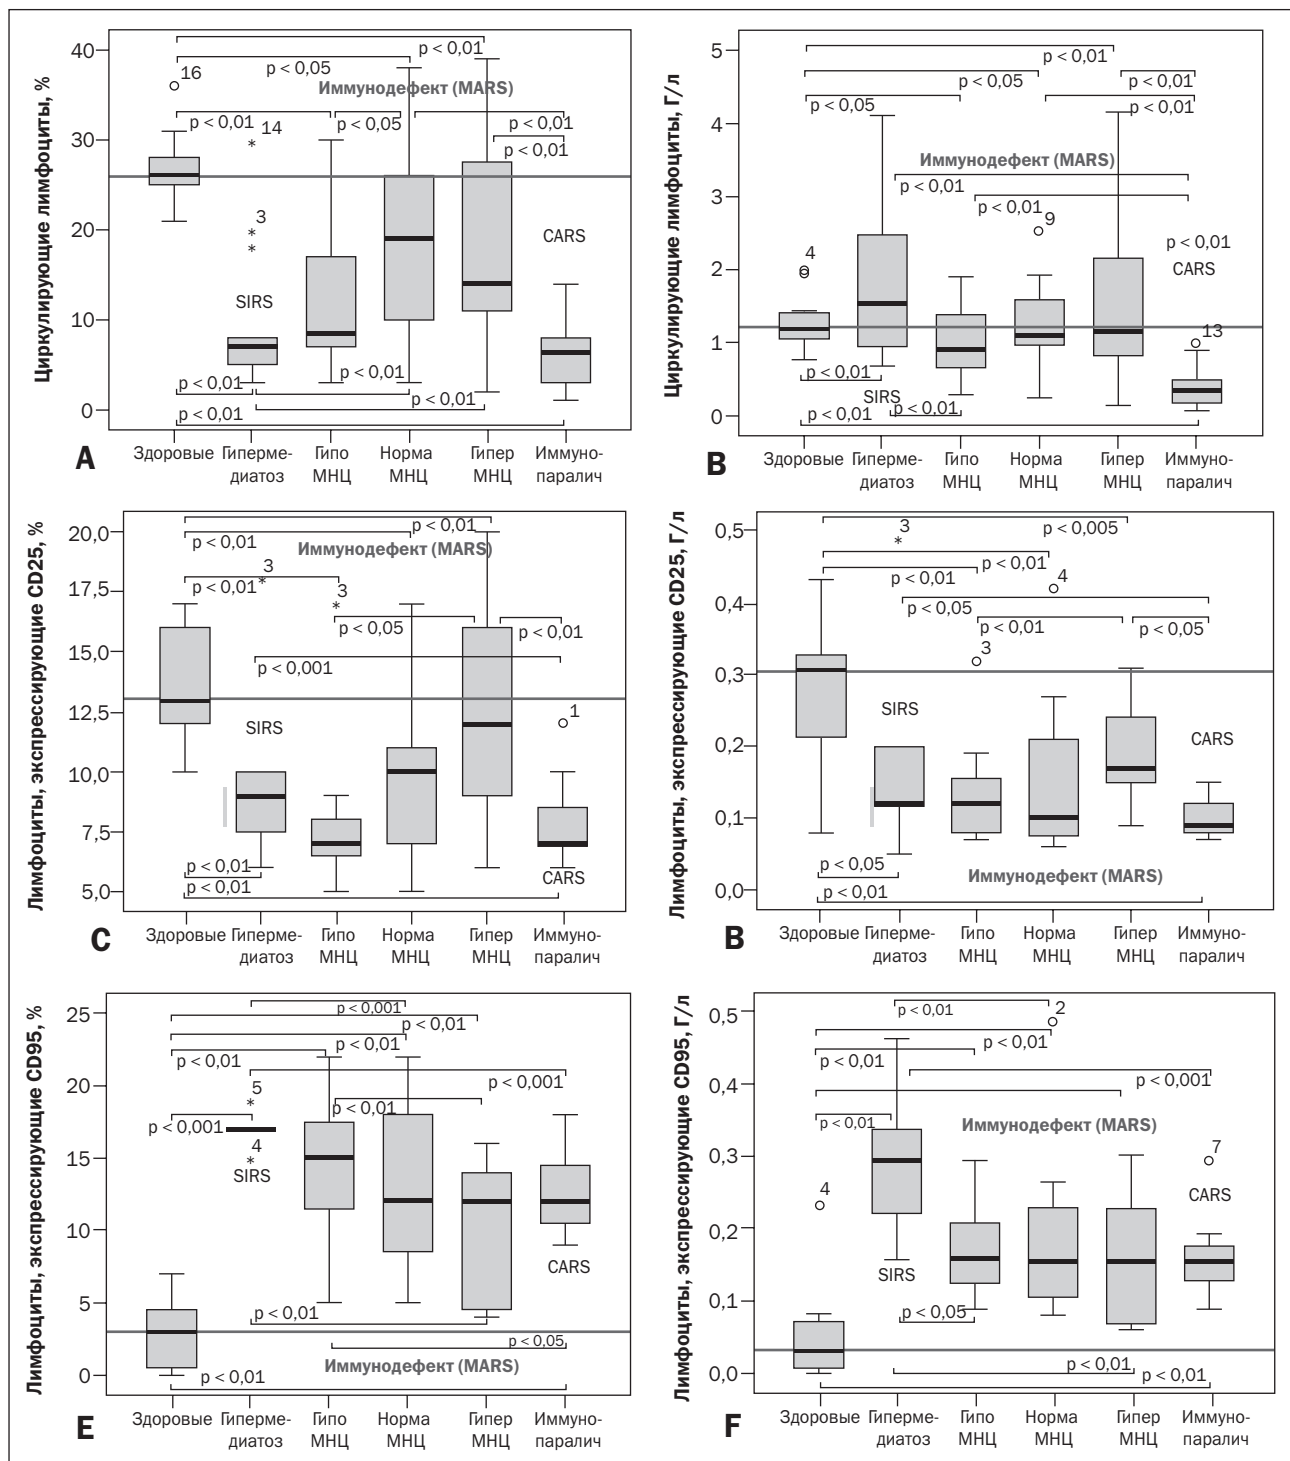 Циркулирующие лимфоциты, %
40
30
20
10
0
p < 0,01
p < 0,05
16
Иммунодефект (MARS)
p < 0,01
14
p < 0,05
p < 0,01
p < 0,01
3
CARS
SIRS
p < 0,01
p < 0,01
p < 0,01
p < 0,01
A
Здоровые
Гиперме-
диатоз
Гипо
МНЦ
Норма
МНЦ
Гипер
МНЦ
Иммуно-
паралич
Циркулирующие лимфоциты, Г/л
5
4
3
2
1
0
p < 0,01
p < 0,05
p < 0,01
p < 0,05
p < 0,01
Иммунодефект (MARS)
p < 0,01
p < 0,01
9
p < 0,01
4
CARS
13
p < 0,01
SIRS
p < 0,01
p < 0,01
B
Здоровые
Гиперме-
диатоз
Гипо
МНЦ
Норма
МНЦ
Гипер
МНЦ
Иммуно-
паралич
Лимфоциты, экспрессирующие CD25, %
20,0
17,5
15,0
12,5
10,0
7,5
5,0
p < 0,01
p < 0,01
Иммунодефект (MARS)
3
p < 0,01
3
p < 0,05
p < 0,01
p < 0,001
SIRS
1
p < 0,01
CARS
p < 0,01
C
Здоровые
Гиперме-
диатоз
Гипо
МНЦ
Норма
МНЦ
Гипер
МНЦ
Иммуно-
паралич
Лимфоциты, экспрессирующие CD25, Г/л
0,5
0,4
0,3
0,2
0,1
0,0
3
p < 0,005
p < 0,01
p < 0,01
4
p < 0,05
p < 0,01
p < 0,05
3
SIRS
CARS
p < 0,05
Иммунодефект (MARS)
p < 0,01
B
Здоровые
Гиперме-
диатоз
Гипо
МНЦ
Норма
МНЦ
Гипер
МНЦ
Иммуно-
паралич
Лимфоциты, экспрессирующие CD95, %
25
20
15
10
5
0
p < 0,001
p < 0,01
p < 0,01
p < 0,01
p < 0,001
5
p < 0,01
p < 0,001
4
SIRS
CARS
p < 0,01
p < 0,05
Иммунодефект (MARS)
p < 0,01
E
Здоровые
Гиперме-
диатоз
Гипо
МНЦ
Норма
МНЦ
Гипер
МНЦ
Иммуно-
паралич
Лимфоциты, экспрессирующие CD95, Г/л
0,5
0,4
0,3
0,2
0,1
0,0
p < 0,01
2
p < 0,01
p < 0,01
p < 0,001
p < 0,01
Иммунодефект (MARS)
7
4
CARS
SIRS
p < 0,05
p < 0,01
p < 0,01
F
Здоровые
Гиперме-
диатоз
Гипо
МНЦ
Норма
МНЦ
Гипер
МНЦ
Иммуно-
паралич